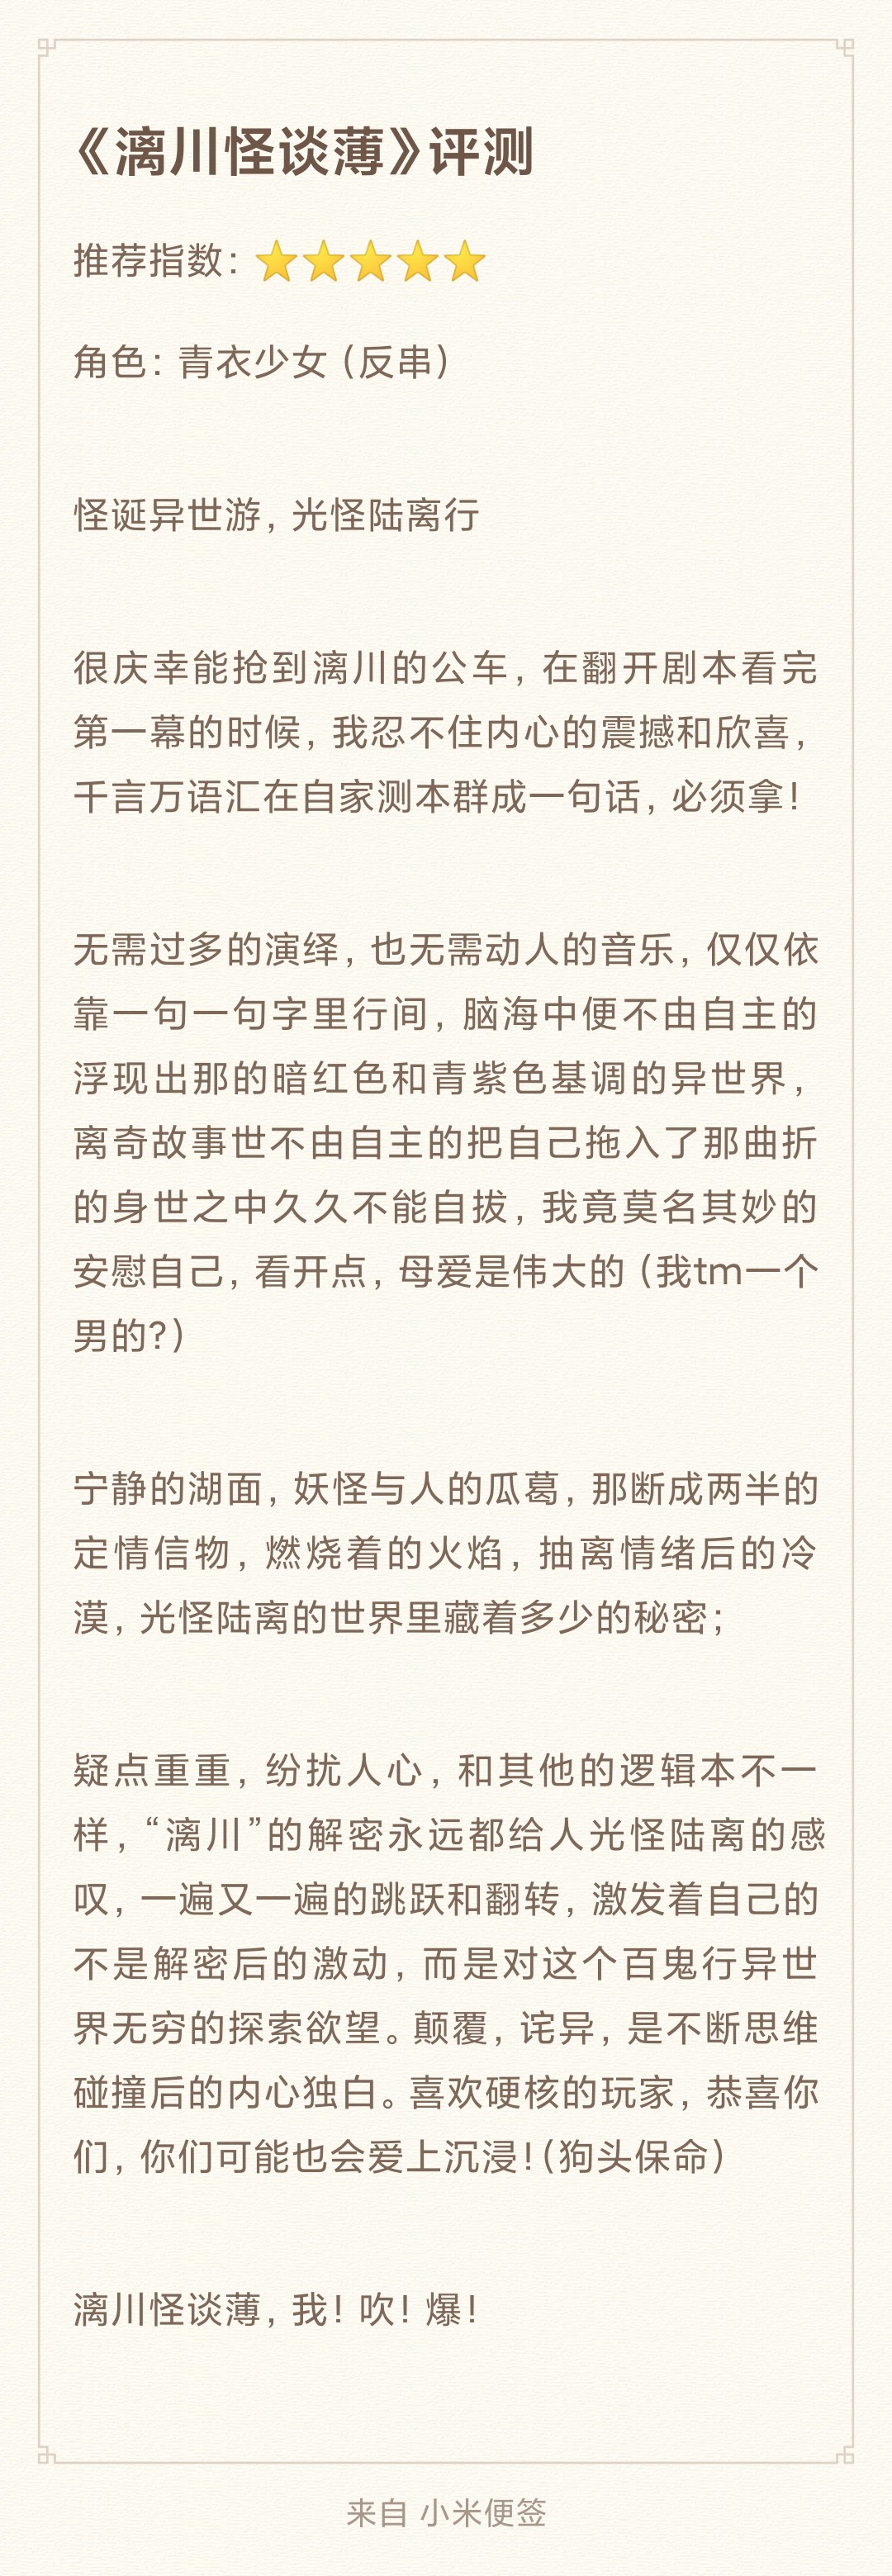 《漓川怪谈薄》评测
推荐指数：⭐⭐⭐⭐⭐
角色：青衣少女（反串）
怪诞异世游，光怪陆离行
很庆幸能抢到漓川的公车，在翻开剧本看完
第一幕的时候，我忍不住内心的震撼和欣喜，
千言万语汇在自家测本群成一句话，必须拿！
无需过多的演绎，也无需动人的音乐，仅仅依
靠一句一句字里行间，脑海中便不由自主的
浮现出那的暗红色和青紫色基调的异世界，
离奇故事世不由自主的把自己拖入了那曲折
的身世之中久久不能自拔，我竟莫名其妙的
安慰自己，看开点，母爱是伟大的（我tm一个
男的?）
宁静的湖面，妖怪与人的瓜葛，那断成两半的
定情信物，燃烧着的火焰，抽离情绪后的冷
漠，光怪陆离的世界里藏着多少的秘密；
疑点重重，纷扰人心，和其他的逻辑本不一
样，“漓川”的解密永远都给人光怪陆离的感
叹，一遍又一遍的跳跃和翻转，激发着自己的
不是解密后的激动，而是对这个百鬼行异世
界无穷的探索欲望。颠覆，诧异，是不断思维
碰撞后的内心独白。喜欢硬核的玩家，恭喜你
们，你们可能也会爱上沉浸！（狗头保命）
漓川怪谈薄，我！吹！爆！
来自 小米便签